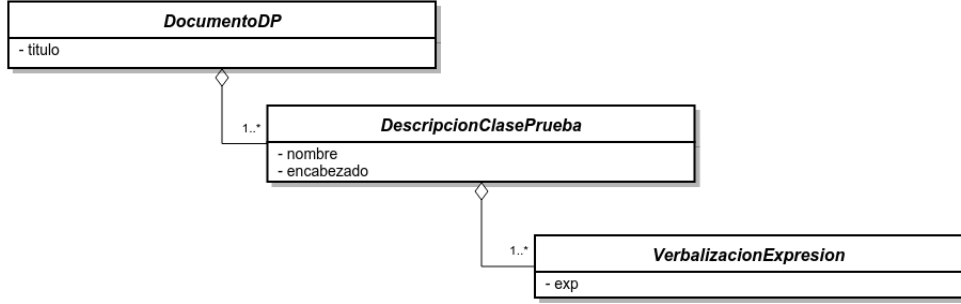 DocumentoDP
- titulo
1..*
DescripcionClasePrueba
- nombre
- encabezado
1..*
VerbalizacionExpresion
- exp